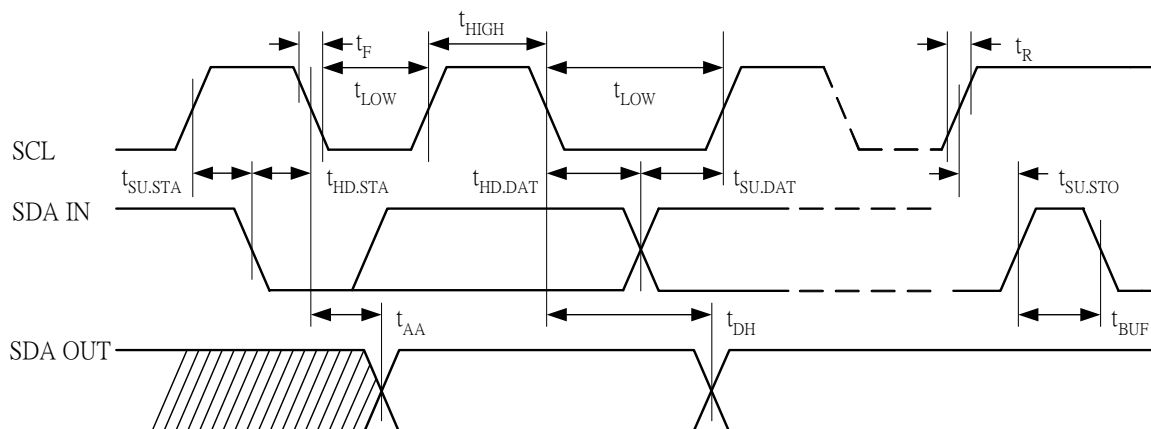 tHIGH
tF
tR
tLOW
tLOW
SCL
tSU.STA
tHD.STA
tHD.DAT
tSU.DAT
tSU.STO
SDA IN
tAA
tDH
tBUF
SDA OUT